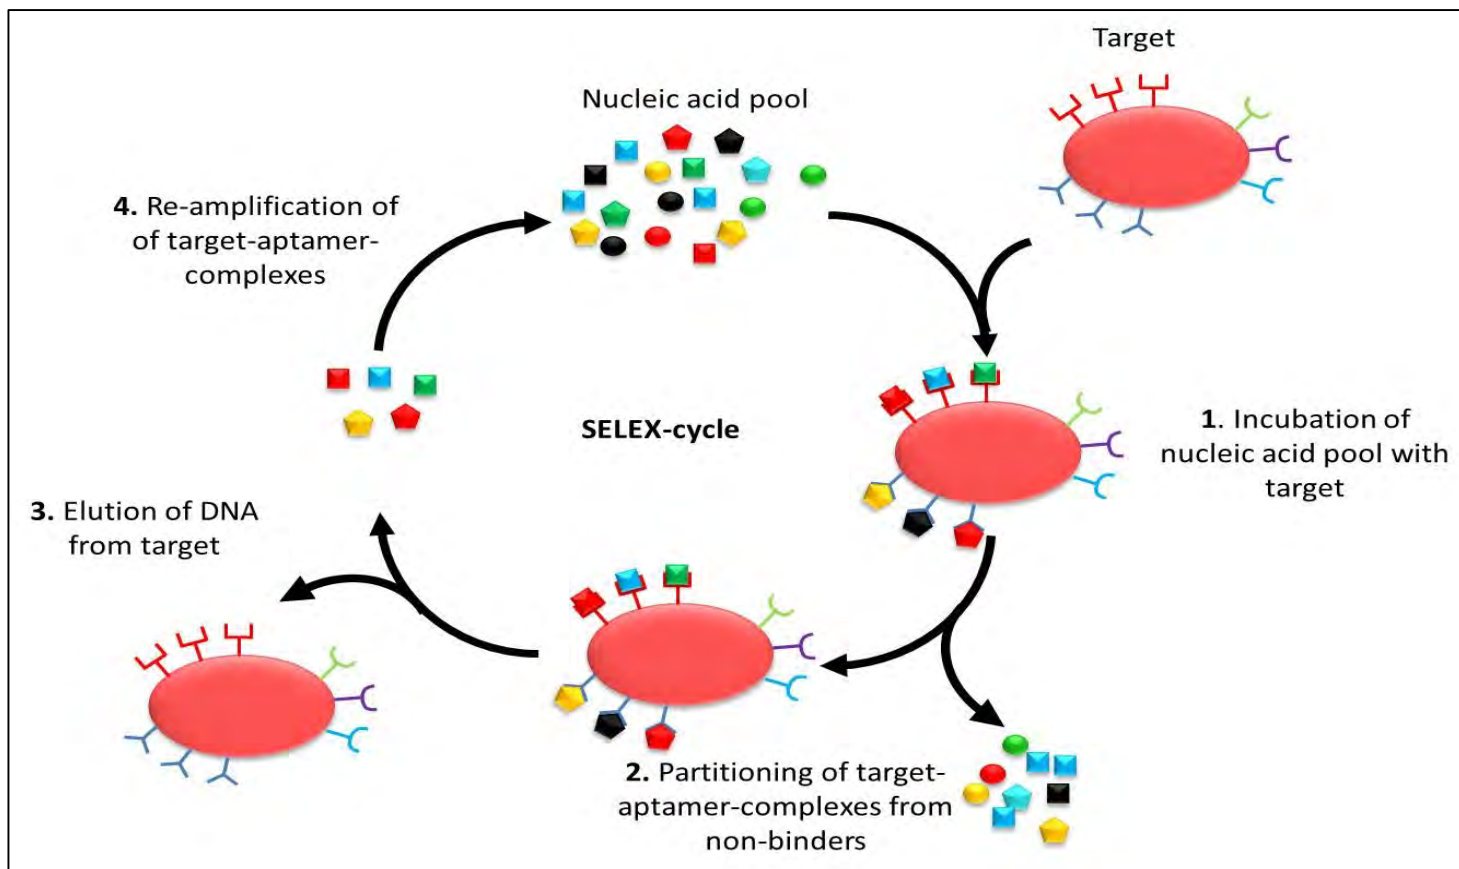 Target
Nucleic acid pool
4. Re-amplification of
of target-aptamer-
complexes
SELEX-cycle
1. Incubation of
nucleic acid pool with
target
3. Elution of DNA
from target
2. Partitioning of target-
aptamer-complexes from
non-binders